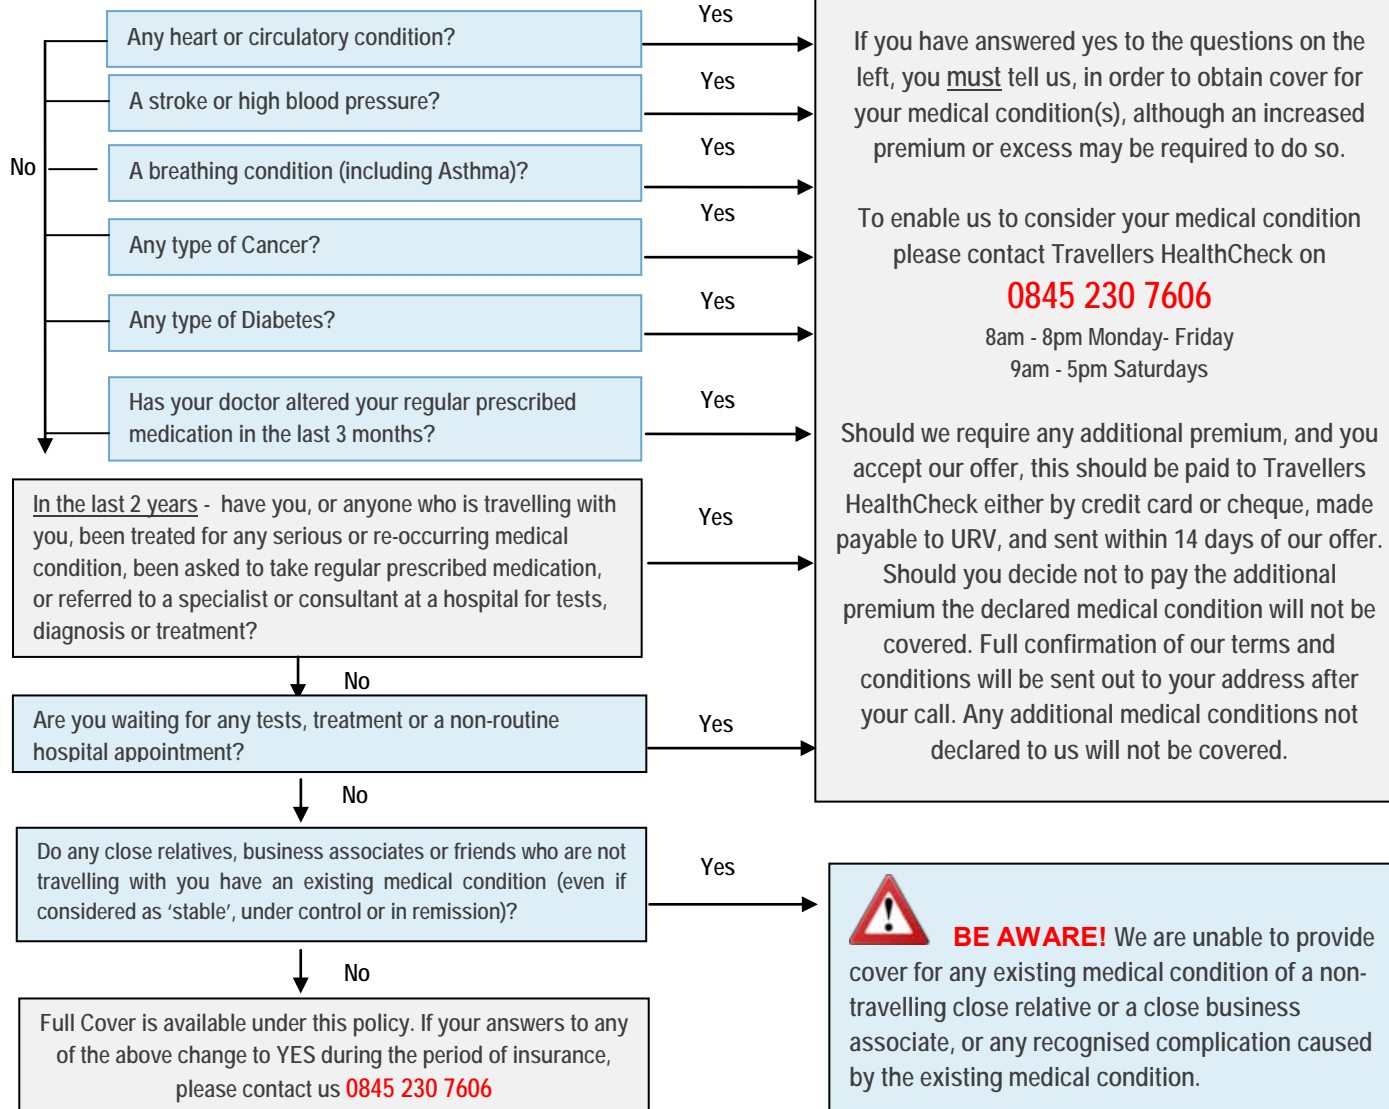 Any heart or circulatory condition?
Yes
A stroke or high blood pressure?
Yes
No
A breathing condition (including Asthma)?
Yes
Any type of Cancer?
Yes
Any type of Diabetes?
Yes
Has your doctor altered your regular prescribed
medication in the last 3 months?
Yes
In the last 2 years - have you, or anyone who is travelling with
you, been treated for any serious or re-occurring medical
condition, been asked to take regular prescribed medication,
or referred to a specialist or consultant at a hospital for tests,
diagnosis or treatment?
Yes
No
Are you waiting for any tests, treatment or a non-routine
hospital appointment?
Yes
No
Do any close relatives, business associates or friends who are not
travelling with you have an existing medical condition (even if
considered as 'stable', under control or in remission)?
Yes
No
Full Cover is available under this policy. If your answers to any
of the above change to YES during the period of insurance,
please contact us 0845 230 7606
If you have answered yes to the questions on the
left, you must tell us, in order to obtain cover for
your medical condition(s), although an increased
premium or excess may be required to do so.
To enable us to consider your medical condition
please contact Travellers HealthCheck on
0845 230 7606
8am - 8pm Monday- Friday
9am - 5pm Saturdays
Should we require any additional premium, and you
accept our offer, this should be paid to Travellers
HealthCheck either by credit card or cheque, made
payable to URV, and sent within 14 days of our offer.
Should you decide not to pay the additional
premium the declared medical condition will not be
covered. Full confirmation of our terms and
conditions will be sent out to your address after
your call. Any additional medical conditions not
declared to us will not be covered.
BE AWARE! We are unable to provide
cover for any existing medical condition of a non-
travelling close relative or a close business
associate, or any recognised complication caused
by the existing medical condition.